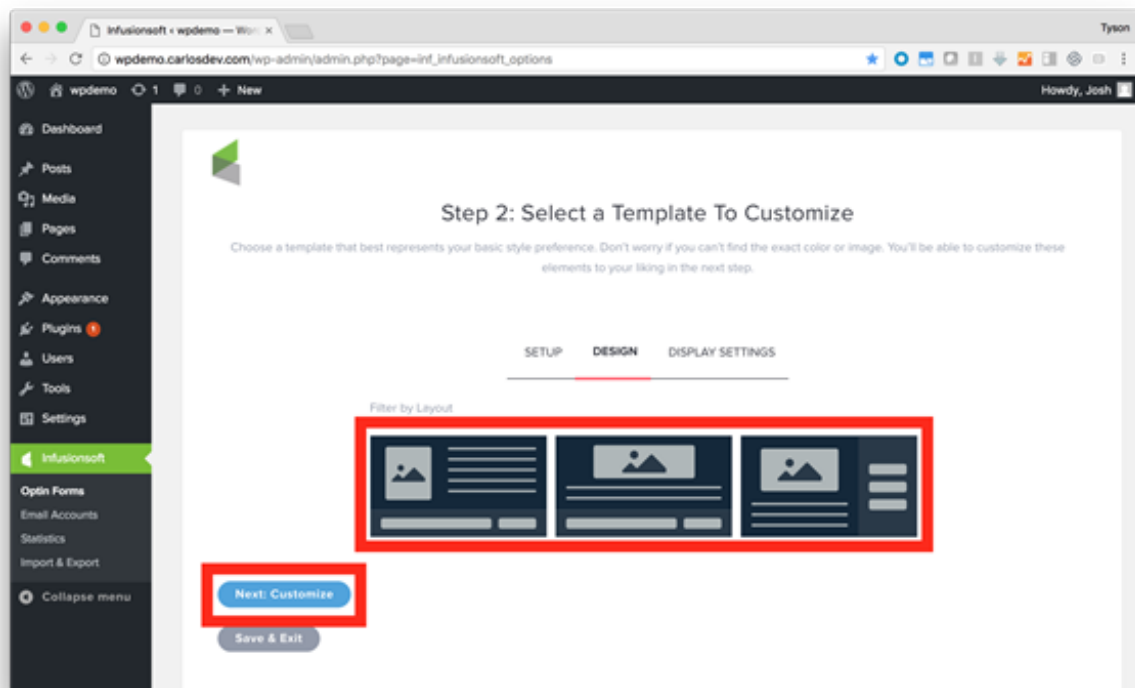 Infusionsoft ‹ wpdemo — Wor
Tyson
wpdemo.carlosdev.com/wp-admin/admin.php?page=inf_infusionsoft_options
wpdemo 1 0 + New
Howdy, Josh
Dashboard
Posts
Media
Pages
Comments
Appearance
Plugins 1
Users
Tools
Settings
Infusionsoft
Optin Forms
Email Accounts
Statistics
Import & Export
Collapse menu
Step 2: Select a Template To Customize
Choose a template that best represents your basic style preference. Don't worry if you can't find the exact color or image. You'll be able to customize these
elements to your liking in the next step.
SETUP DESIGN DISPLAY SETTINGS
Filter by Layout
Next: Customize
Save & Exit